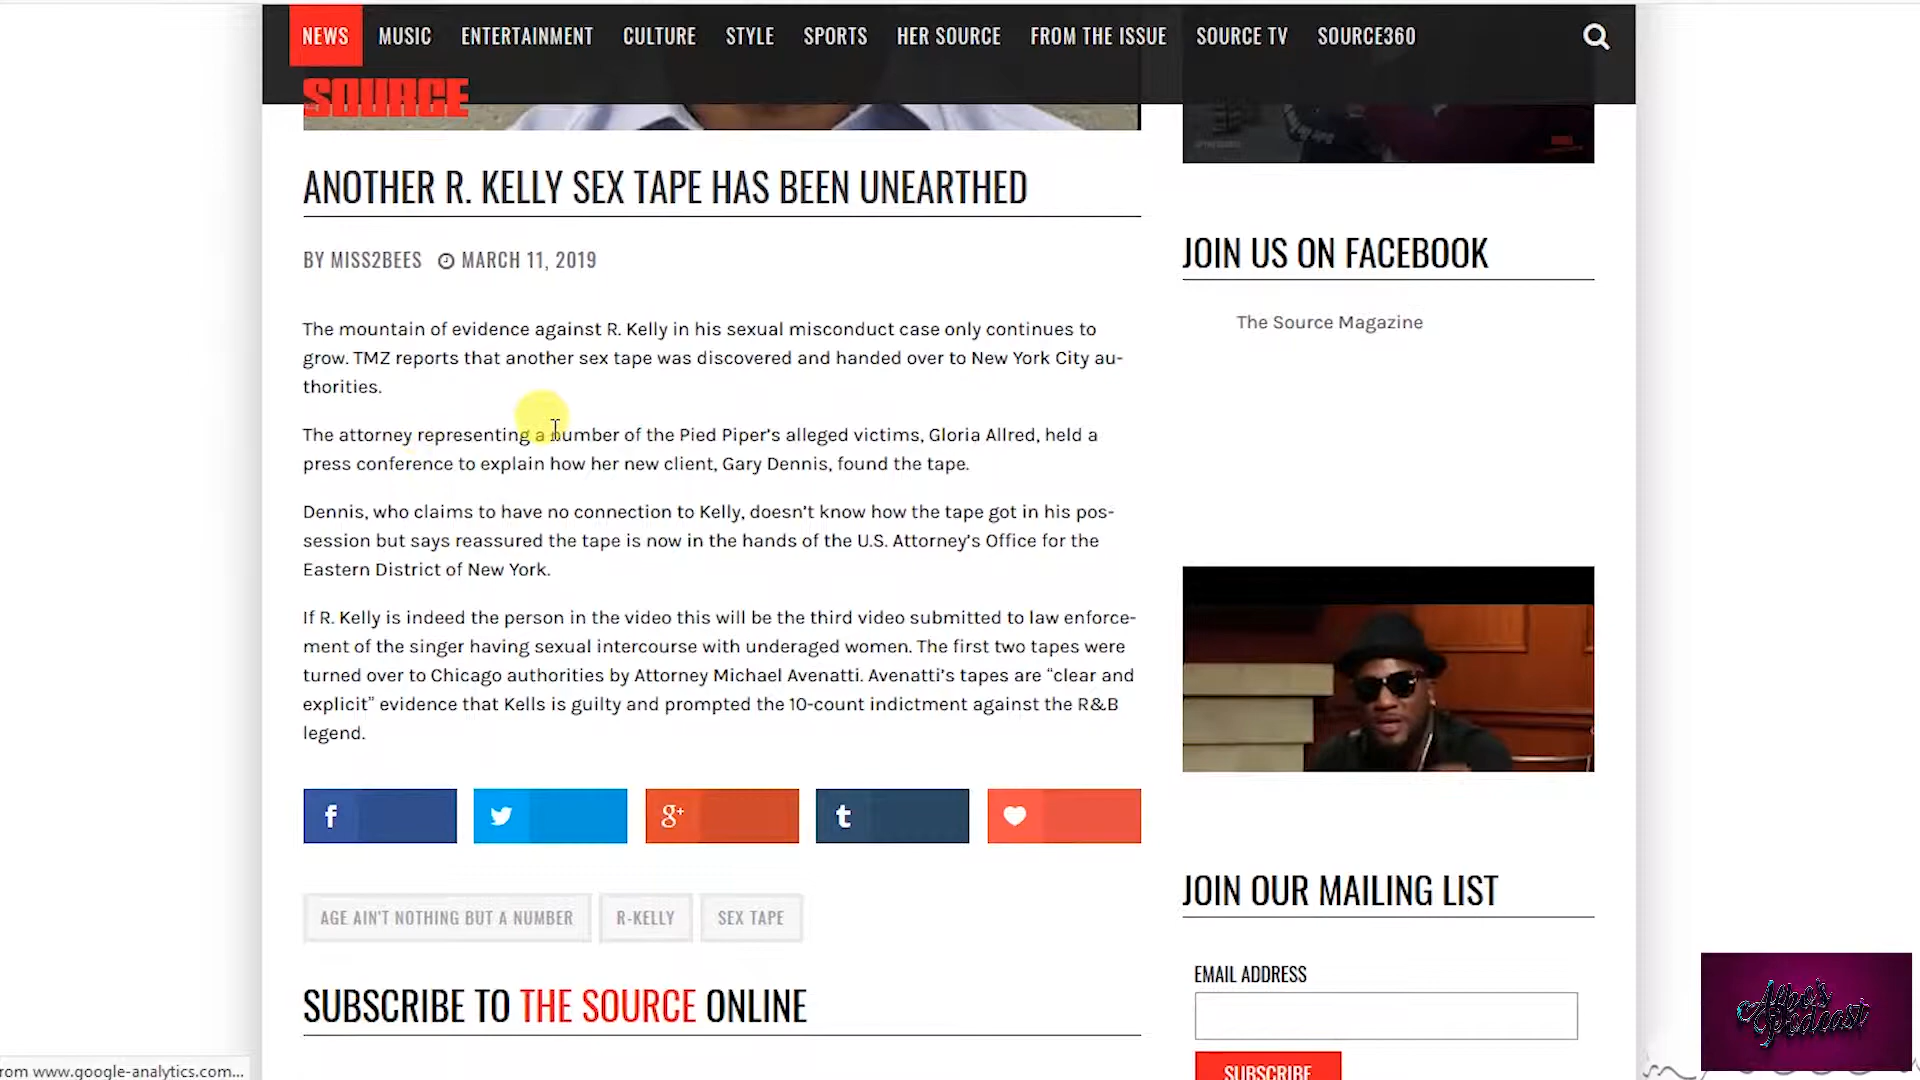 NEWS MUSIC ENTERTAINMENT CULTURE STYLE SPORTS HER SOURCE FROM THE ISSUE SOURCE TV SOURCE360
SOURCE
ANOTHER R. KELLY SEX TAPE HAS BEEN UNEARTHED
BY MISS2BEES MARCH 11, 2019
The mountain of evidence against R. Kelly in his sexual misconduct case only continues to
grow. TMZ reports that another sex tape was discovered and handed over to New York City au-
thorities.
The attorney representing a number of the Pied Piper's alleged victims, Gloria Allred, held a
press conference to explain how her new client, Gary Dennis, found the tape.
Dennis, who claims to have no connection to Kelly, doesn't know how the tape got in his pos-
session but says reassured the tape is now in the hands of the U.S. Attorney's Office for the
Eastern District of New York.
If R. Kelly is indeed the person in the video this will be the third video submitted to law enforce-
ment of the singer having sexual intercourse with underaged women. The first two tapes were
turned over to Chicago authorities by Attorney Michael Avenatti. Avenatti's tapes are “clear and
explicit” evidence that Kells is guilty and prompted the 10-count indictment against the R&B
legend.
f
g+
t
AGE AIN'T NOTHING BUT A NUMBER R-KELLY SEX TAPE
SUBSCRIBE TO THE SOURCE ONLINE
JOIN US ON FACEBOOK
The Source Magazine
JOIN OUR MAILING LIST
EMAIL ADDRESS
SUBSCRIBE
rom www.google-analytics.com...
Podcast